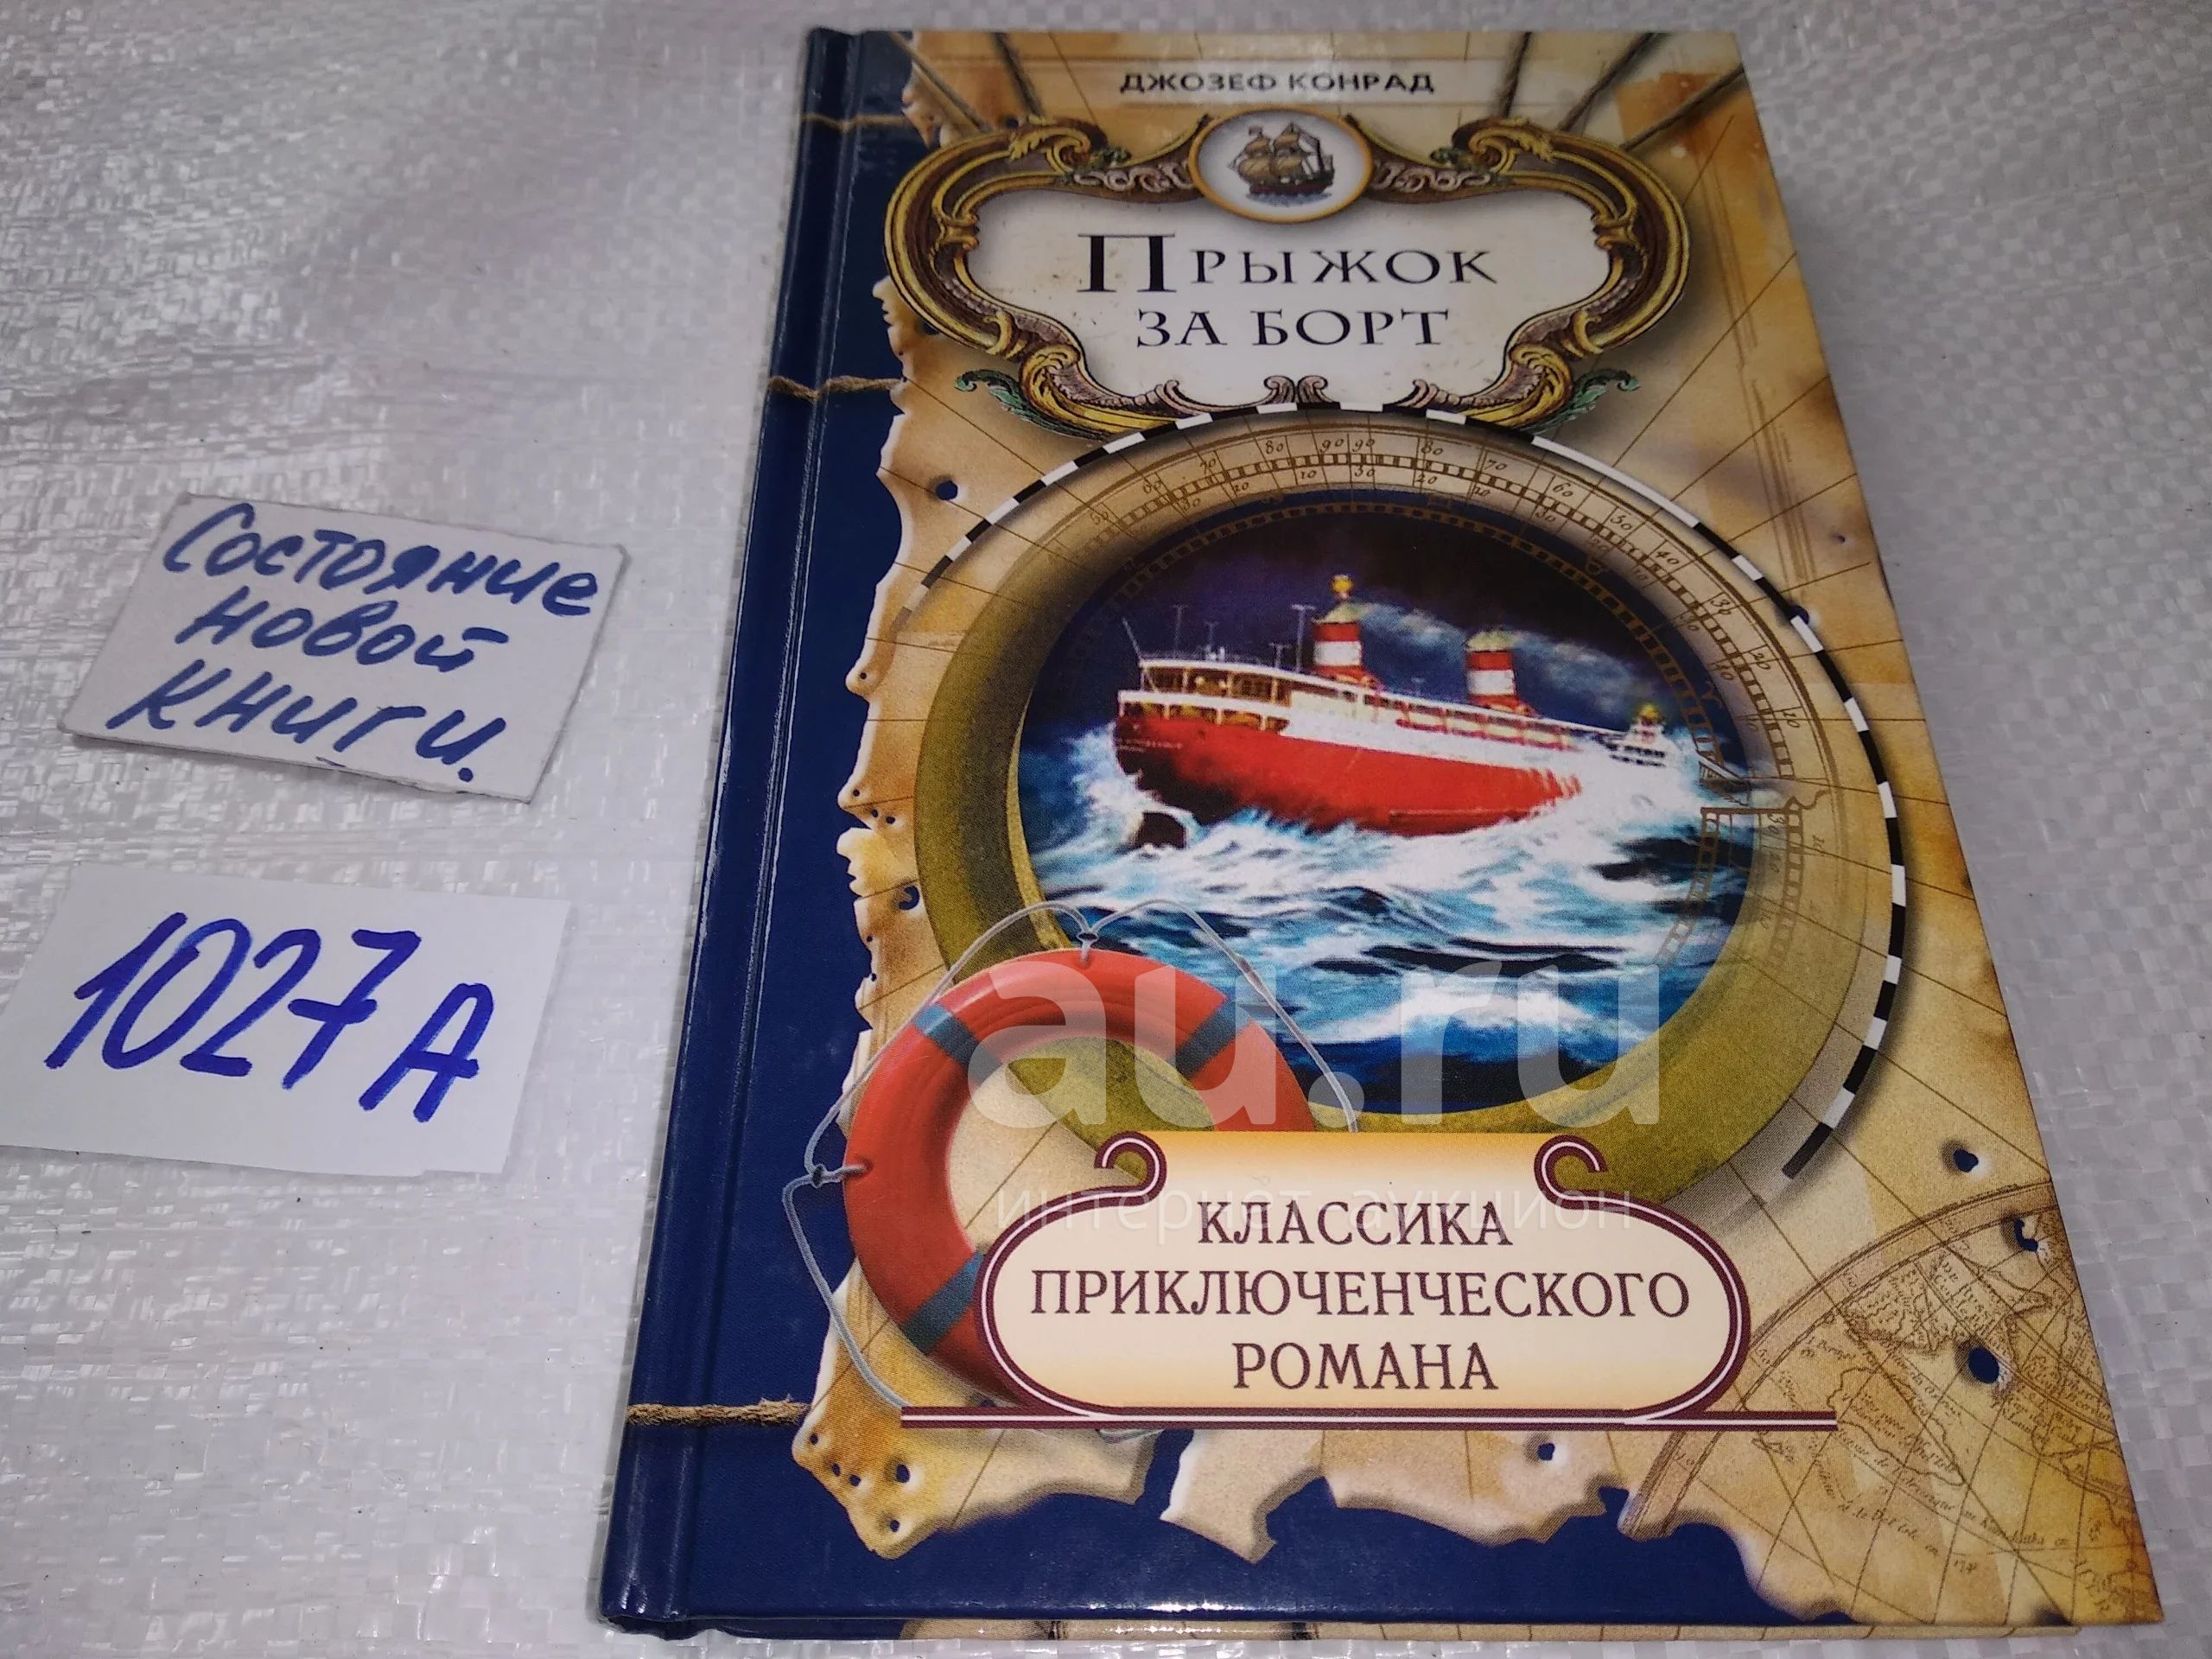 ДЖОЗЕФ КОНРАД
ПРЫЖОК
ЗА БОРТ
Состояние
новой
книги.
1027А
au.ru
интернет аукцион
КЛАССИКА
ПРИКЛЮЧЕНЧЕСКОГО
РОМАНА